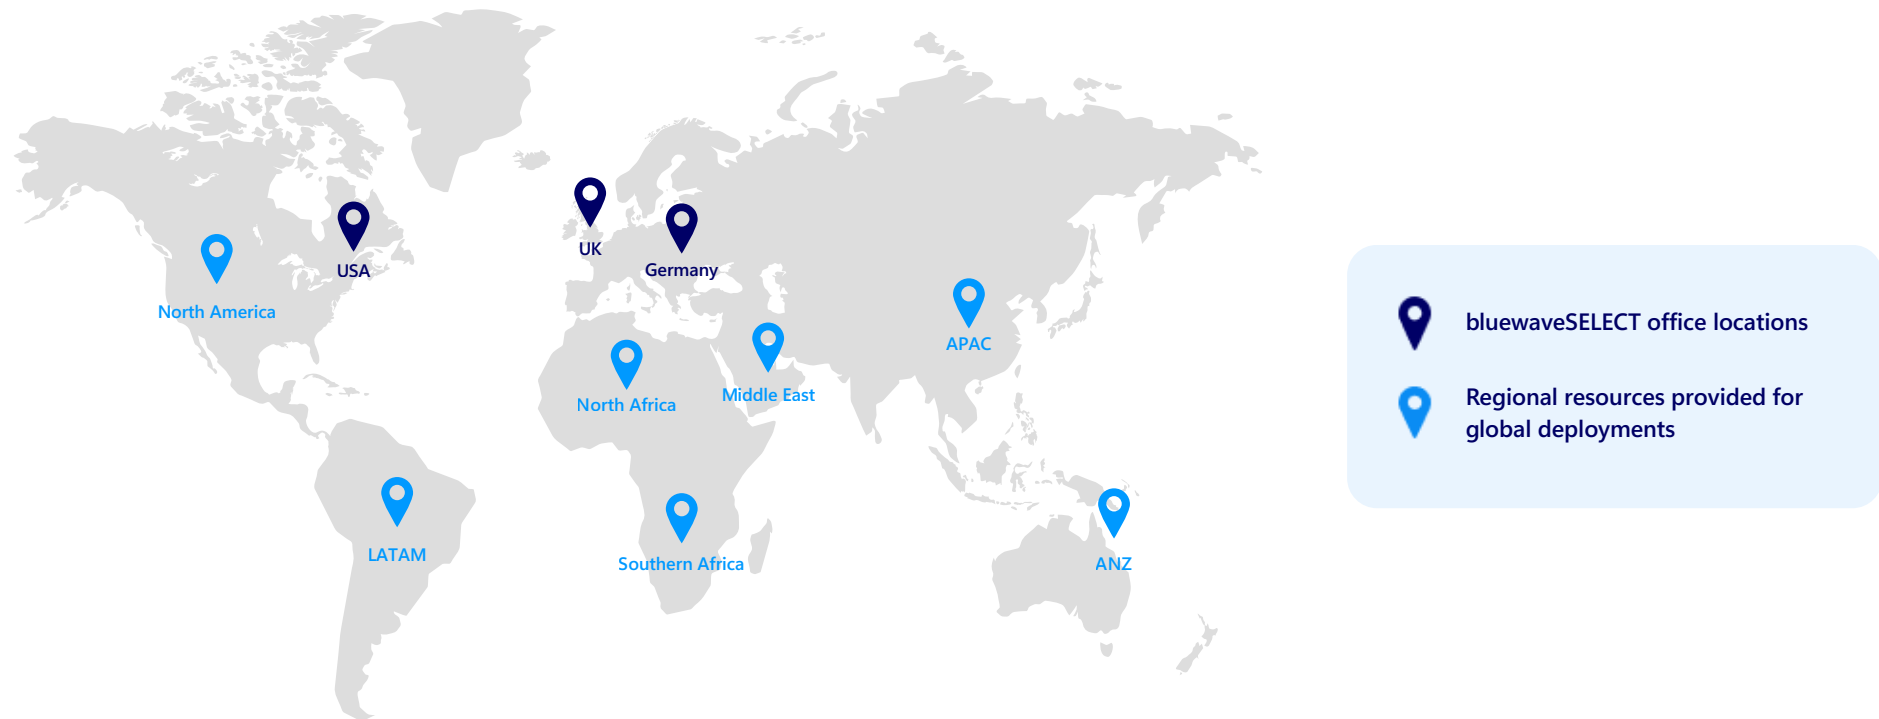 UK
Germany
USA
North America
APAC
Middle East
North Africa
LATAM
Southern Africa
ANZ
bluewaveSELECT office locations
Regional resources provided for
global deployments